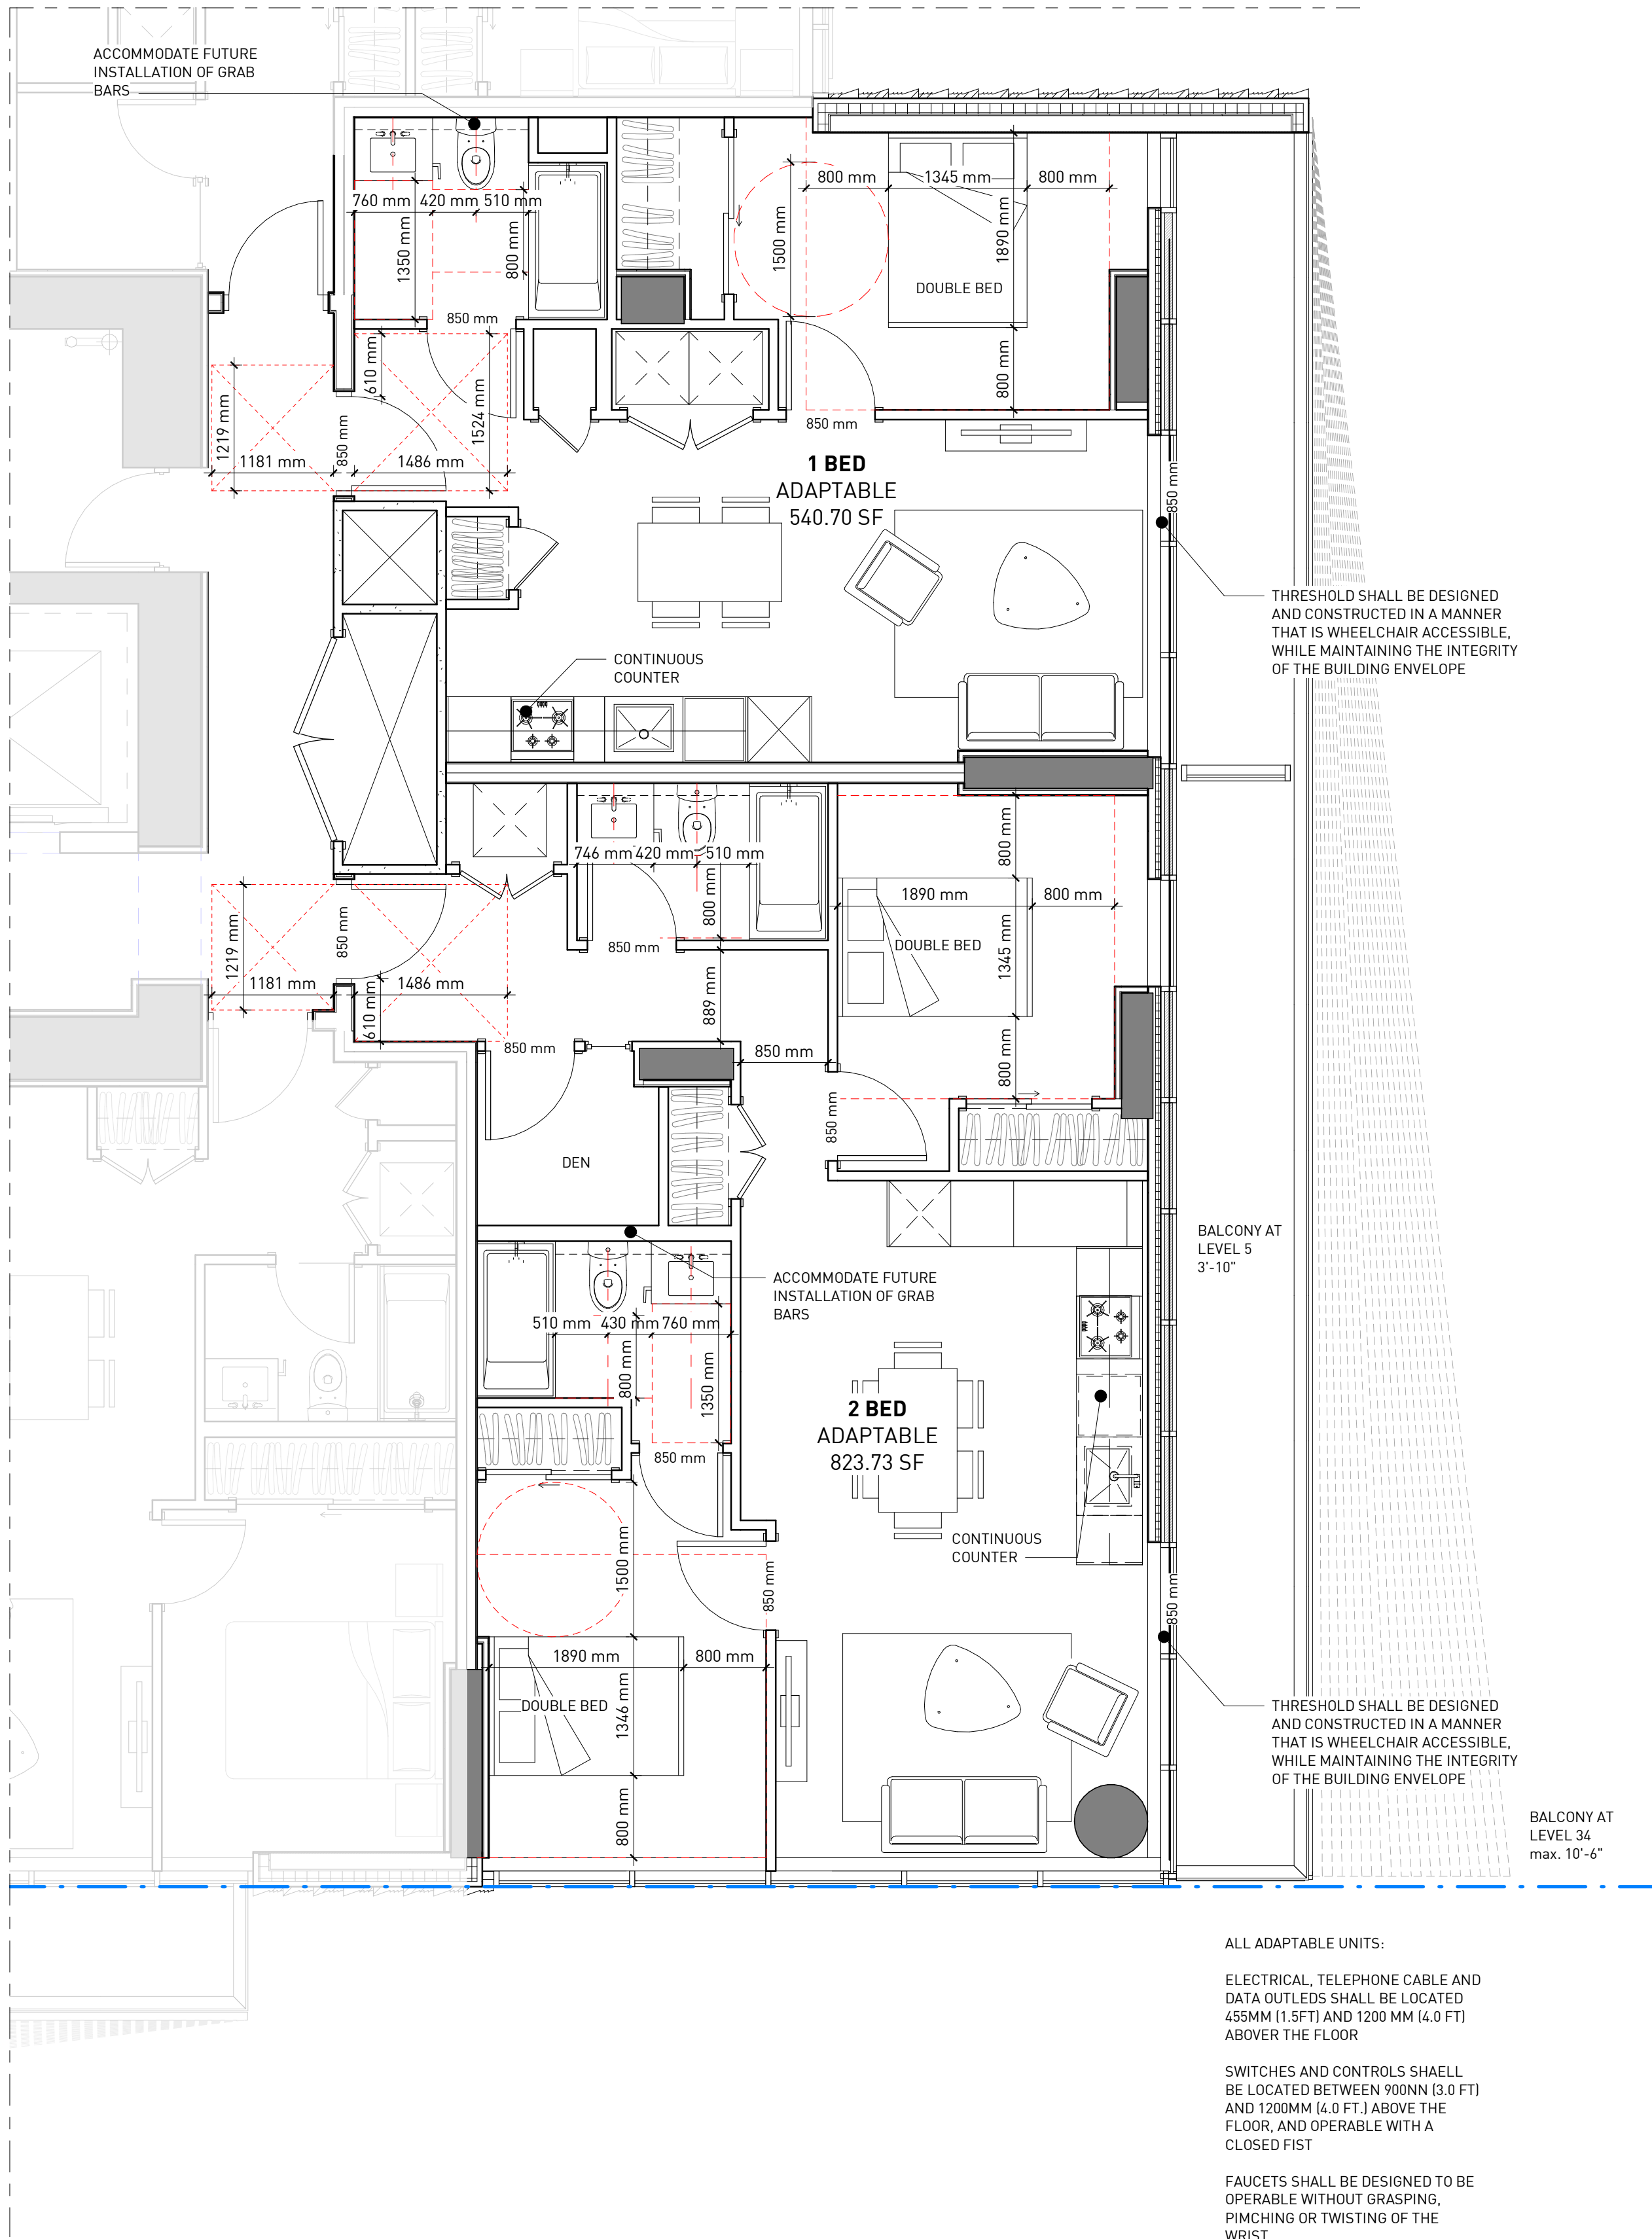 ACCOMMODATE FUTURE
INSTALLATION OF GRAB
BARS
760 mm
420 mm
510 mm
1350 mm
800 mm
850 mm
1500 mm
800 mm
1345 mm
800 mm
1890 mm
DOUBLE BED
800 mm
850 mm
610 mm
1524 mm
1219 mm
850 mm
1181 mm
1486 mm
1 BED
ADAPTABLE
540.70 SF
850 mm
THRESHOLD SHALL BE DESIGNED
AND CONSTRUCTED IN A MANNER
THAT IS WHEELCHAIR ACCESSIBLE,
WHILE MAINTAINING THE INTEGRITY
OF THE BUILDING ENVELOPE
CONTINUOUS
COUNTER
746 mm
420 mm
510 mm
800 mm
850 mm
889 mm
800 mm
1890 mm
800 mm
DOUBLE BED
1345 mm
800 mm
1219 mm
850 mm
1181 mm
1486 mm
610 mm
850 mm
850 mm
850 mm
DEN
BALCONY AT
LEVEL 5
3'-10"
ACCOMMODATE FUTURE
INSTALLATION OF GRAB
BARS
510 mm
430 mm
760 mm
800 mm
1350 mm
850 mm
2 BED
ADAPTABLE
823.73 SF
CONTINUOUS
COUNTER
1500 mm
850 mm
850 mm
1890 mm
800 mm
DOUBLE BED
1346 mm
800 mm
THRESHOLD SHALL BE DESIGNED
AND CONSTRUCTED IN A MANNER
THAT IS WHEELCHAIR ACCESSIBLE,
WHILE MAINTAINING THE INTEGRITY
OF THE BUILDING ENVELOPE
BALCONY AT
LEVEL 34
max. 10'-6"
ALL ADAPTABLE UNITS:
ELECTRICAL, TELEPHONE CABLE AND
DATA OUTLEDS SHALL BE LOCATED
455MM (1.5FT) AND 1200 MM (4.0 FT)
ABOVER THE FLOOR
SWITCHES AND CONTROLS SHAELL
BE LOCATED BETWEEN 900NN (3.0 FT)
AND 1200MM (4.0 FT.) ABOVE THE
FLOOR, AND OPERABLE WITH A
CLOSED FIST
FAUCETS SHALL BE DESIGNED TO BE
OPERABLE WITHOUT GRASPING,
PIMCHING OR TWISTING OF THE
WRIST